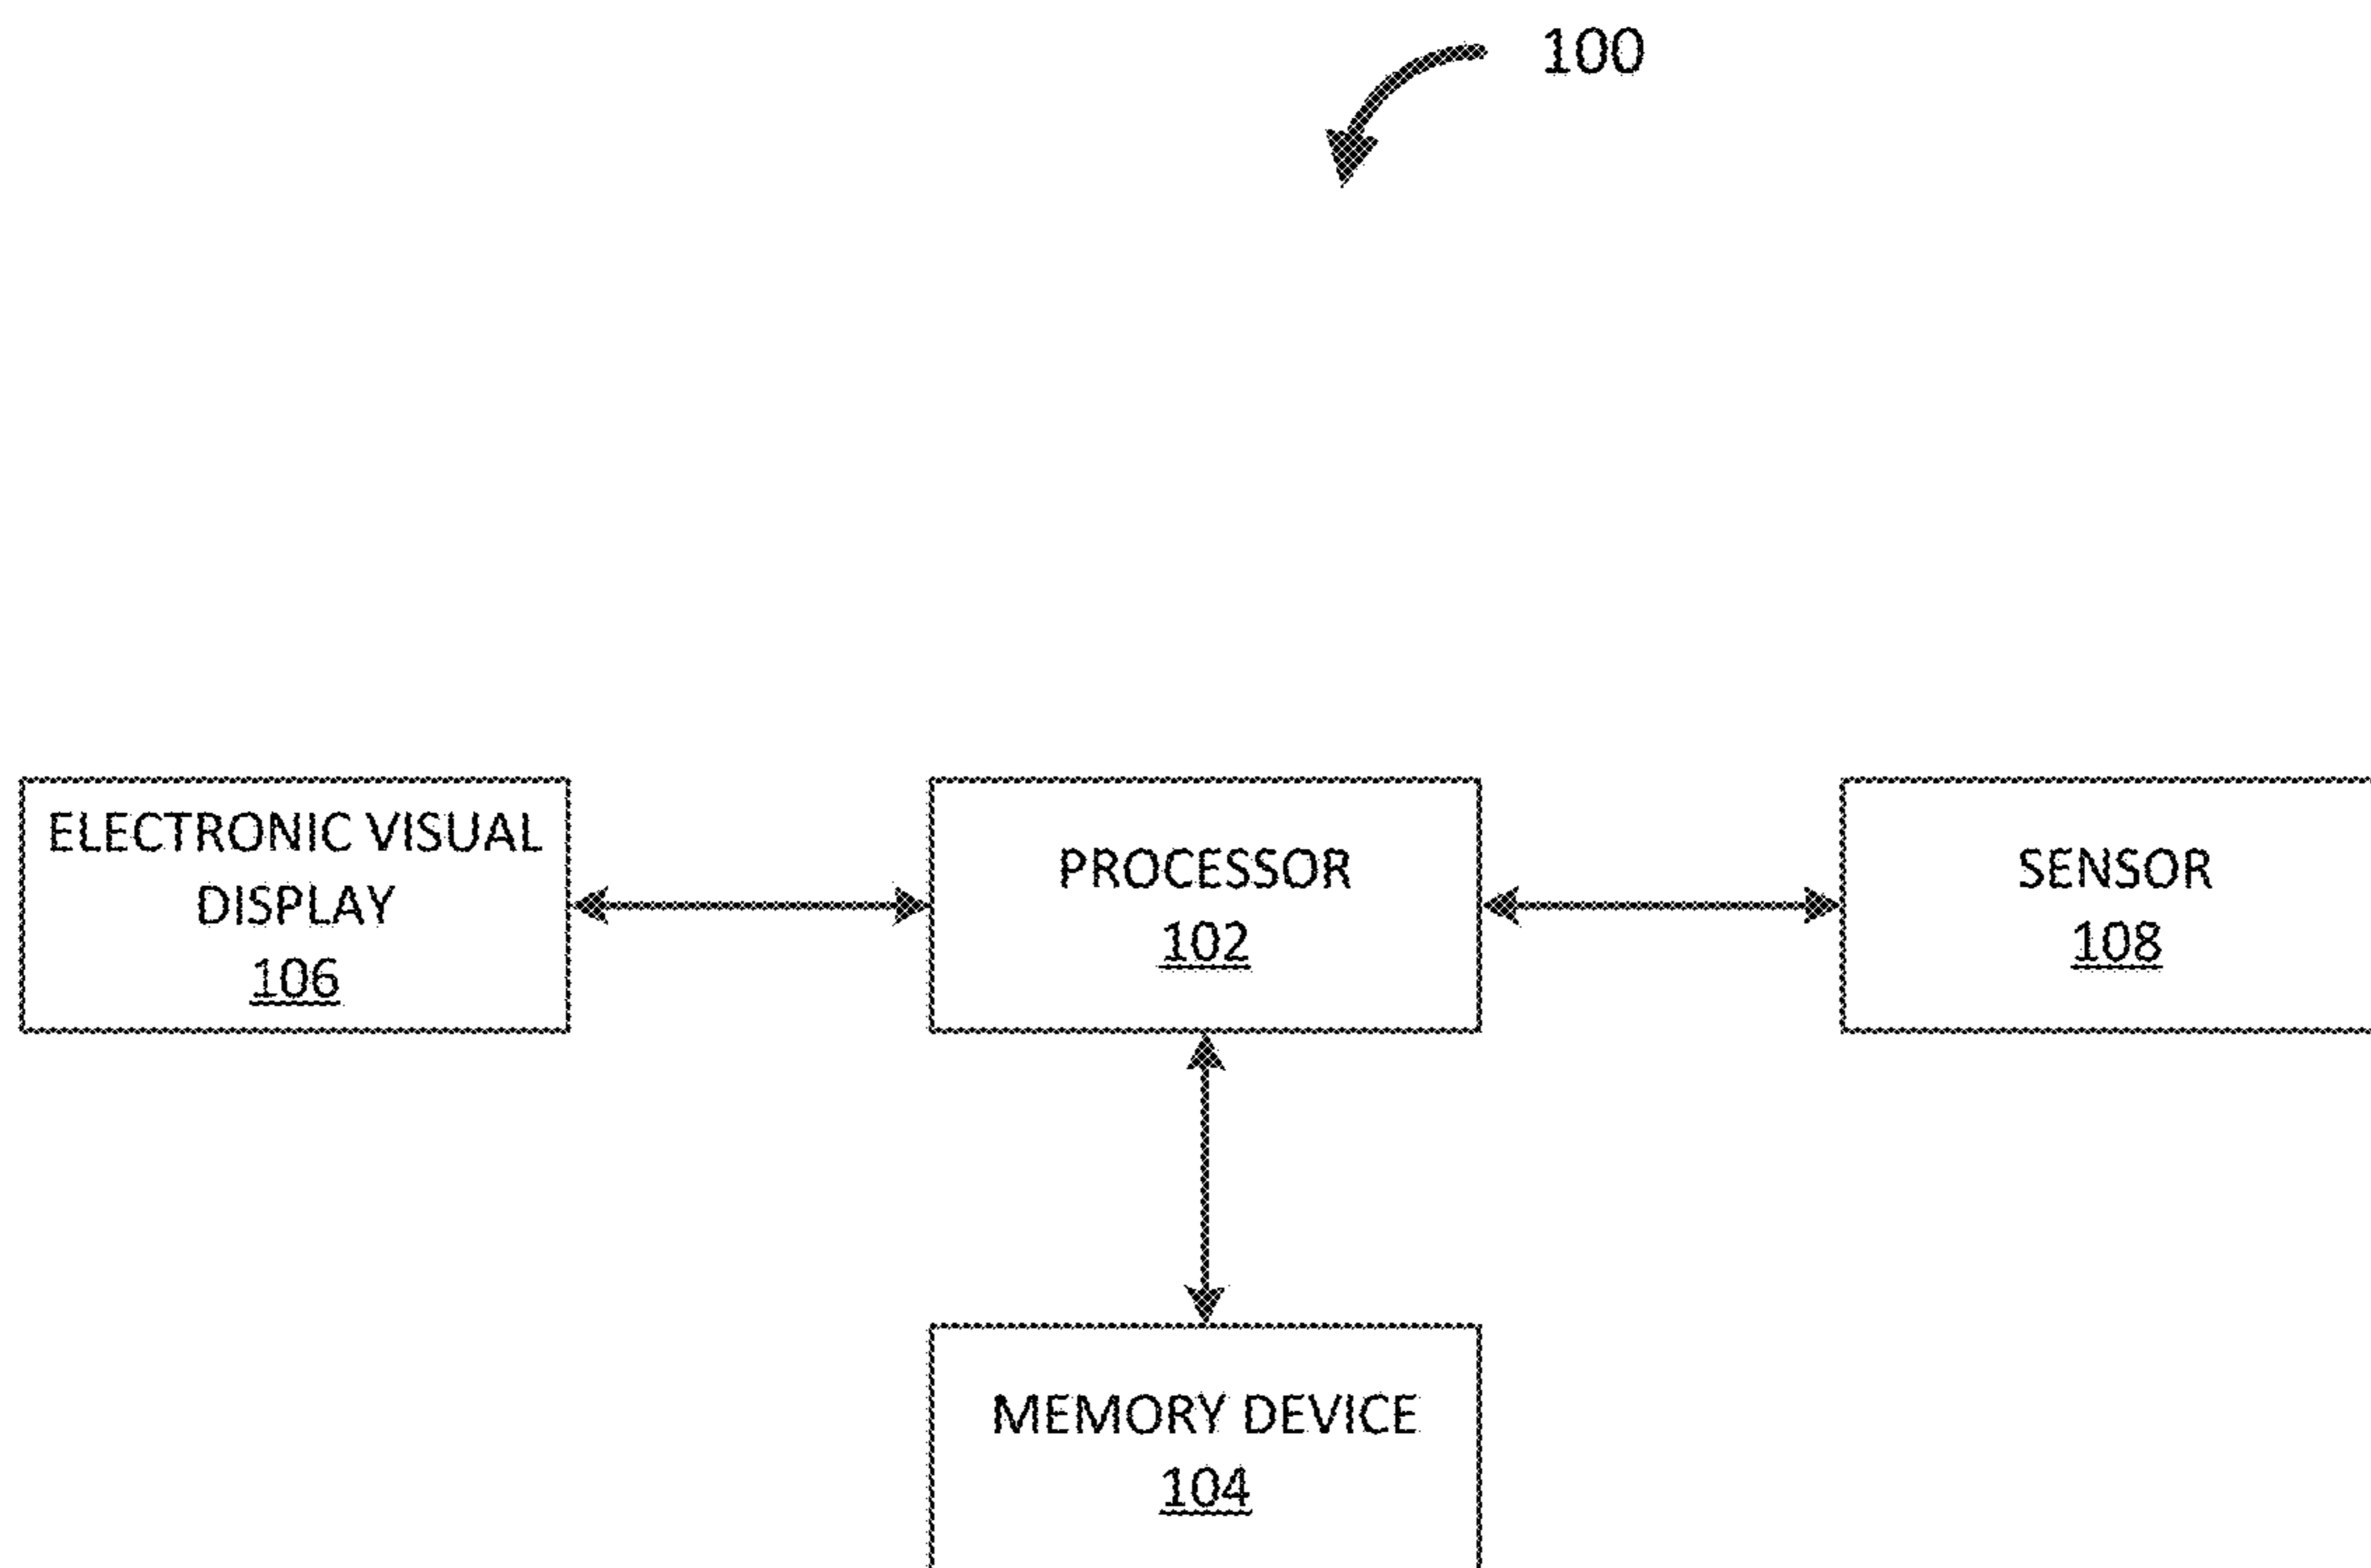 100
ELECTRONIC VISUAL
DISPLAY
106
PROCESSOR
102
SENSOR
108
MEMORY DEVICE
104